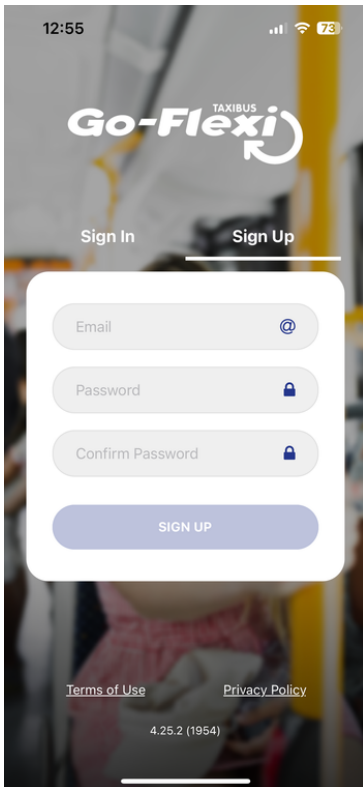 12:55
73
TAXIBUS
Go-Flexi
Sign In
Sign Up
Email
@
Password
Confirm Password
SIGN UP
Terms of Use
Privacy Policy
4.25.2 (1954)